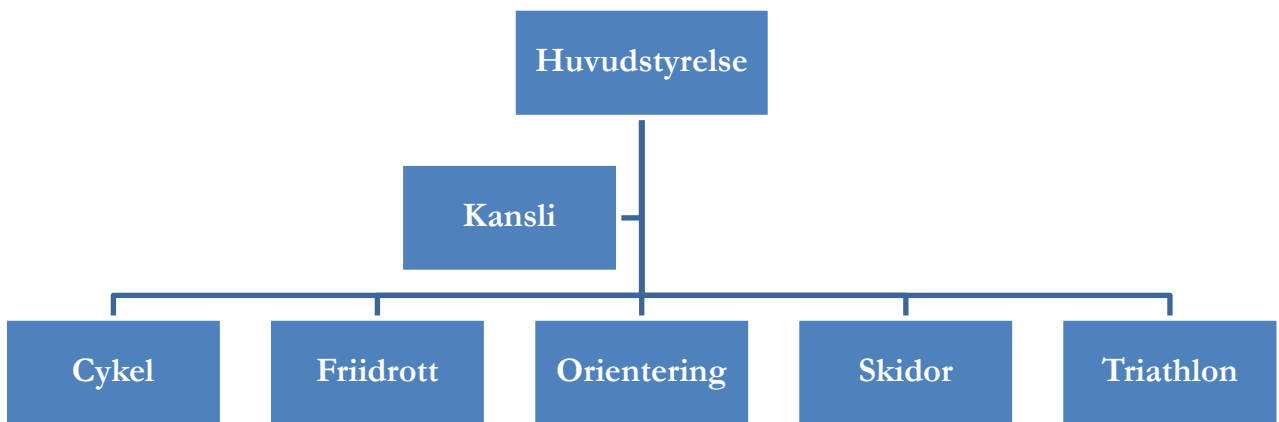 Huvudstyrelse
Kansli
Cykel
Friidrott
Orientering
Skidor
Triathlon